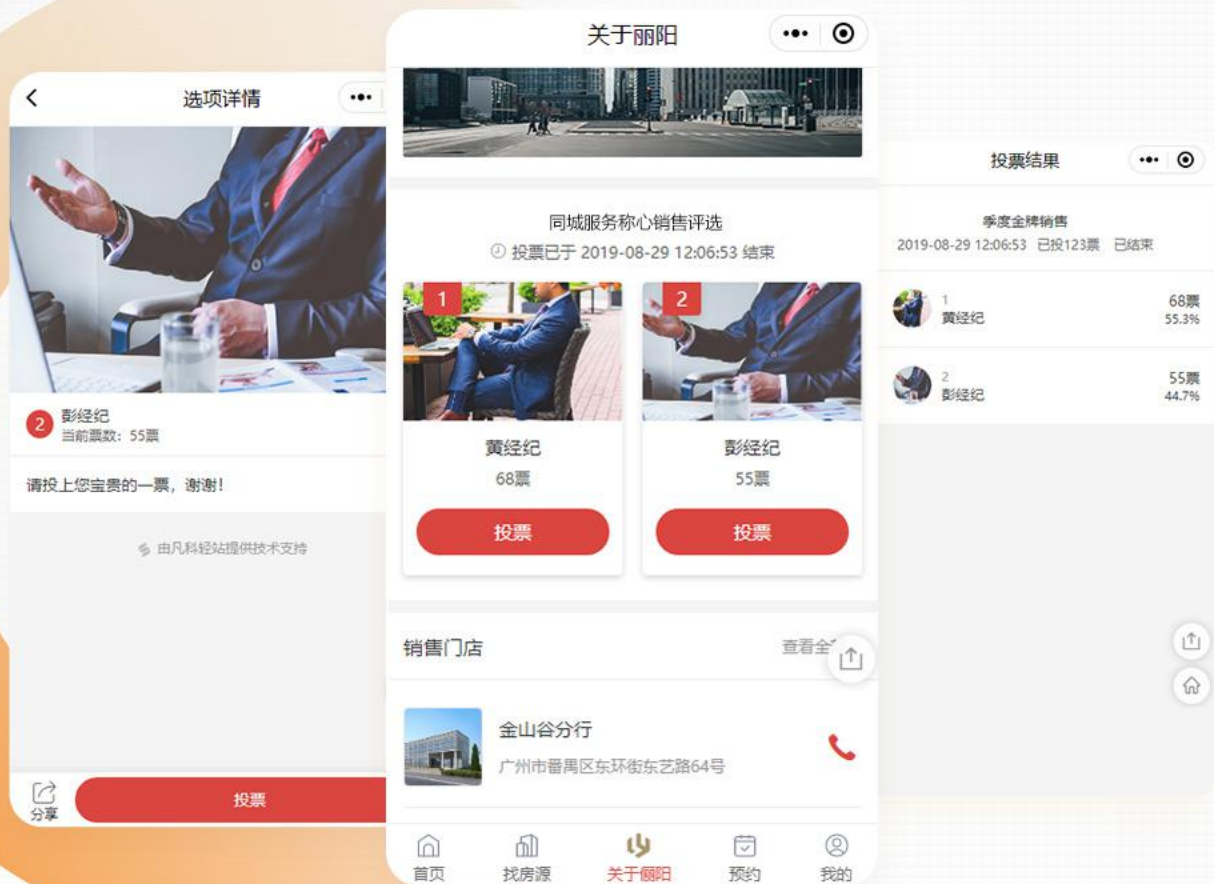 选项详情
2
彭经纪
当前票数：55票
请投上您宝贵的一票，谢谢！
由凡科轻站提供技术支持
分享
投票
关于丽阳
同城服务称心销售评选
投票已于 2019-08-29 12:06:53 结束
1
2
黄经纪
彭经纪
68票
55票
投票
投票
销售门店
查看全
金山谷分行
广州市番禺区东环街东艺路64号
首页
找房源
关于俪阳
预约
我的
投票结果
季度金牌销售
2019-08-29 12:06:53 已投123票 已结束
1
黄经纪
68票
55.3%
2
彭经纪
55票
44.7%